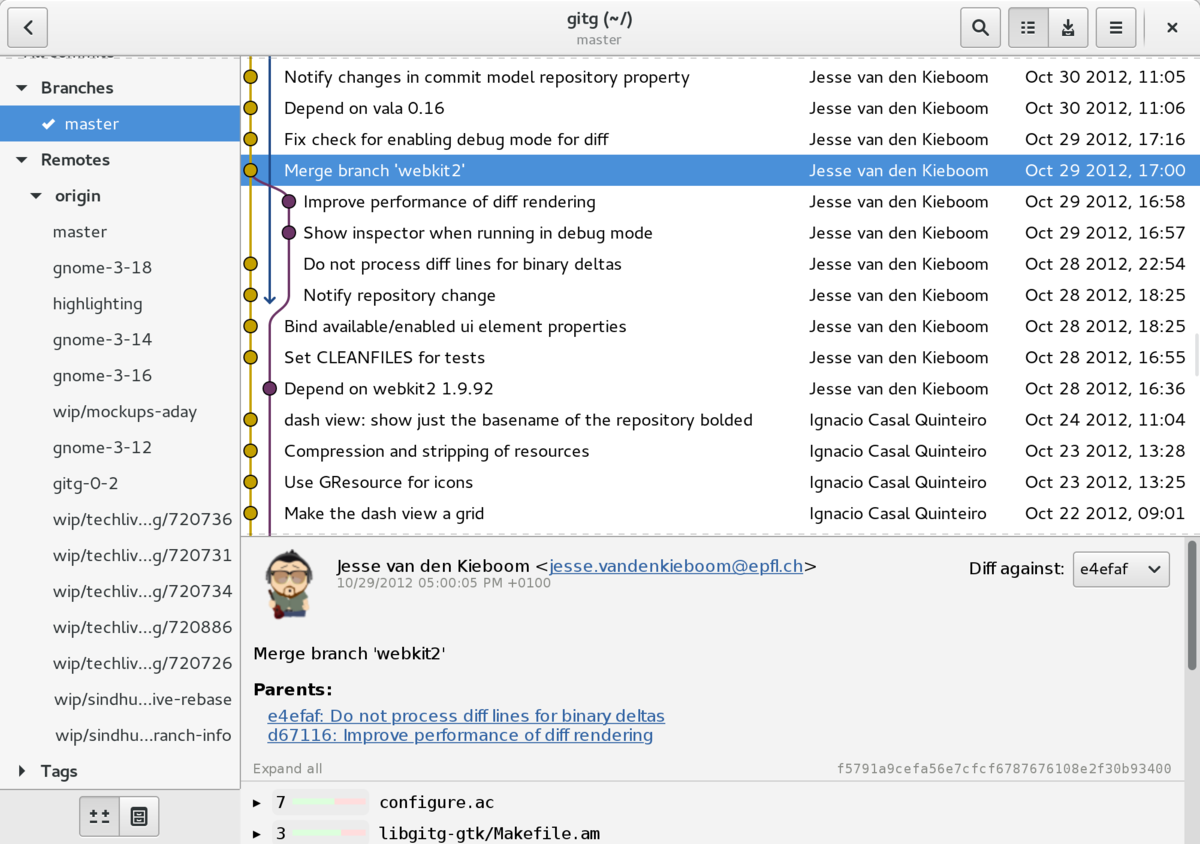 gitg (~/)
master
Branches
master
Remotes
origin
master
gnome-3-18
highlighting
gnome-3-14
gnome-3-16
wip/mockups-aday
gnome-3-12
gitg-0-2
wip/techliv...g/720736
wip/techliv...g/720731
wip/techliv...g/720734
wip/techliv...g/720886
wip/techliv...g/720726
wip/sindhu...ive-rebase
wip/sindhu...ranch-info
Tags
Notify changes in commit model repository property Jesse van den Kieboom Oct 30 2012, 11:05
Depend on vala 0.16 Jesse van den Kieboom Oct 30 2012, 11:06
Fix check for enabling debug mode for diff Jesse van den Kieboom Oct 29 2012, 17:16
Merge branch 'webkit2' Jesse van den Kieboom Oct 29 2012, 17:00
Improve performance of diff rendering Jesse van den Kieboom Oct 29 2012, 16:58
Show inspector when running in debug mode Jesse van den Kieboom Oct 29 2012, 16:57
Do not process diff lines for binary deltas Jesse van den Kieboom Oct 28 2012, 22:54
Notify repository change Jesse van den Kieboom Oct 28 2012, 18:25
Bind available/enabled ui element properties Jesse van den Kieboom Oct 28 2012, 18:25
Set CLEANFILES for tests Jesse van den Kieboom Oct 28 2012, 16:55
Depend on webkit2 1.9.92 Jesse van den Kieboom Oct 28 2012, 16:36
dash view: show just the basename of the repository bolded Ignacio Casal Quinteiro Oct 24 2012, 11:04
Compression and stripping of resources Ignacio Casal Quinteiro Oct 23 2012, 13:28
Use GResource for icons Ignacio Casal Quinteiro Oct 23 2012, 13:25
Make the dash view a grid Ignacio Casal Quinteiro Oct 22 2012, 09:01
Jesse van den Kieboom <jesse.vandenkieboom@epfl.ch> Diff against: e4efaf
10/29/2012 05:00:05 PM +0100
Merge branch 'webkit2'
Parents:
e4efaf: Do not process diff lines for binary deltas
d67116: Improve performance of diff rendering
Expand all f5791a9cefa56e7cfcf6787676108e2f30b93400
7 configure.ac
3 libgitg-gtk/Makefile.am